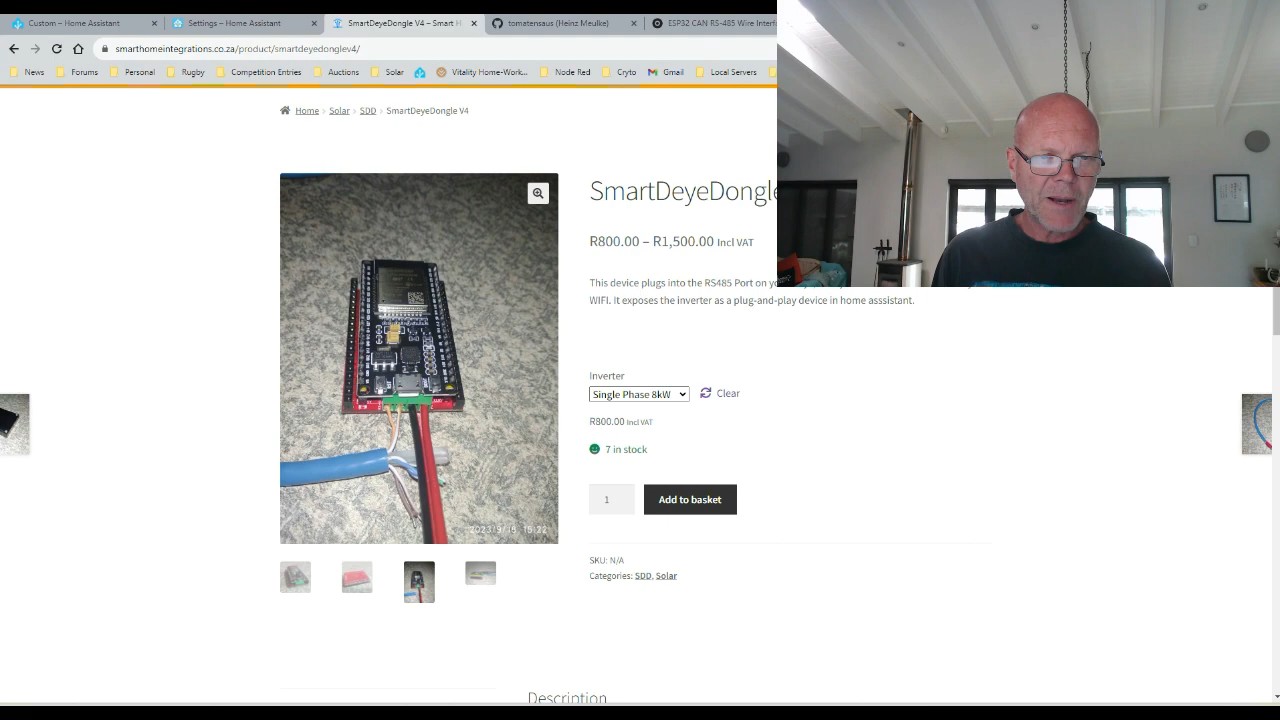 Custom – Home Assistant
Settings – Home Assistant
SmartDeyeDongle V4 – Smart H
tomatensaus (Heinz Meulke)
ESP32 CAN RS-485 Wire Interf
smarthomeintegrations.co.za/product/smartdeyedonglev4/
News
Forums
Personal
Rugby
Competition Entries
Auctions
Solar
Vitality Home-Work...
Node Red
Cryto
Gmail
Local Servers
Home › Solar › SDD › SmartDeyeDongle V4
SmartDeyeDongle
R800.00 – R1,500.00 Incl VAT
This device plugs into the RS485 Port on yo
WIFI. It exposes the inverter as a plug-and-play device in home asssistant.
Inverter
Single Phase 8kW
Clear
R800.00 Incl VAT
7 in stock
1
Add to basket
2023/9/18 15:22
SKU: N/A
Categories: SDD, Solar
Description